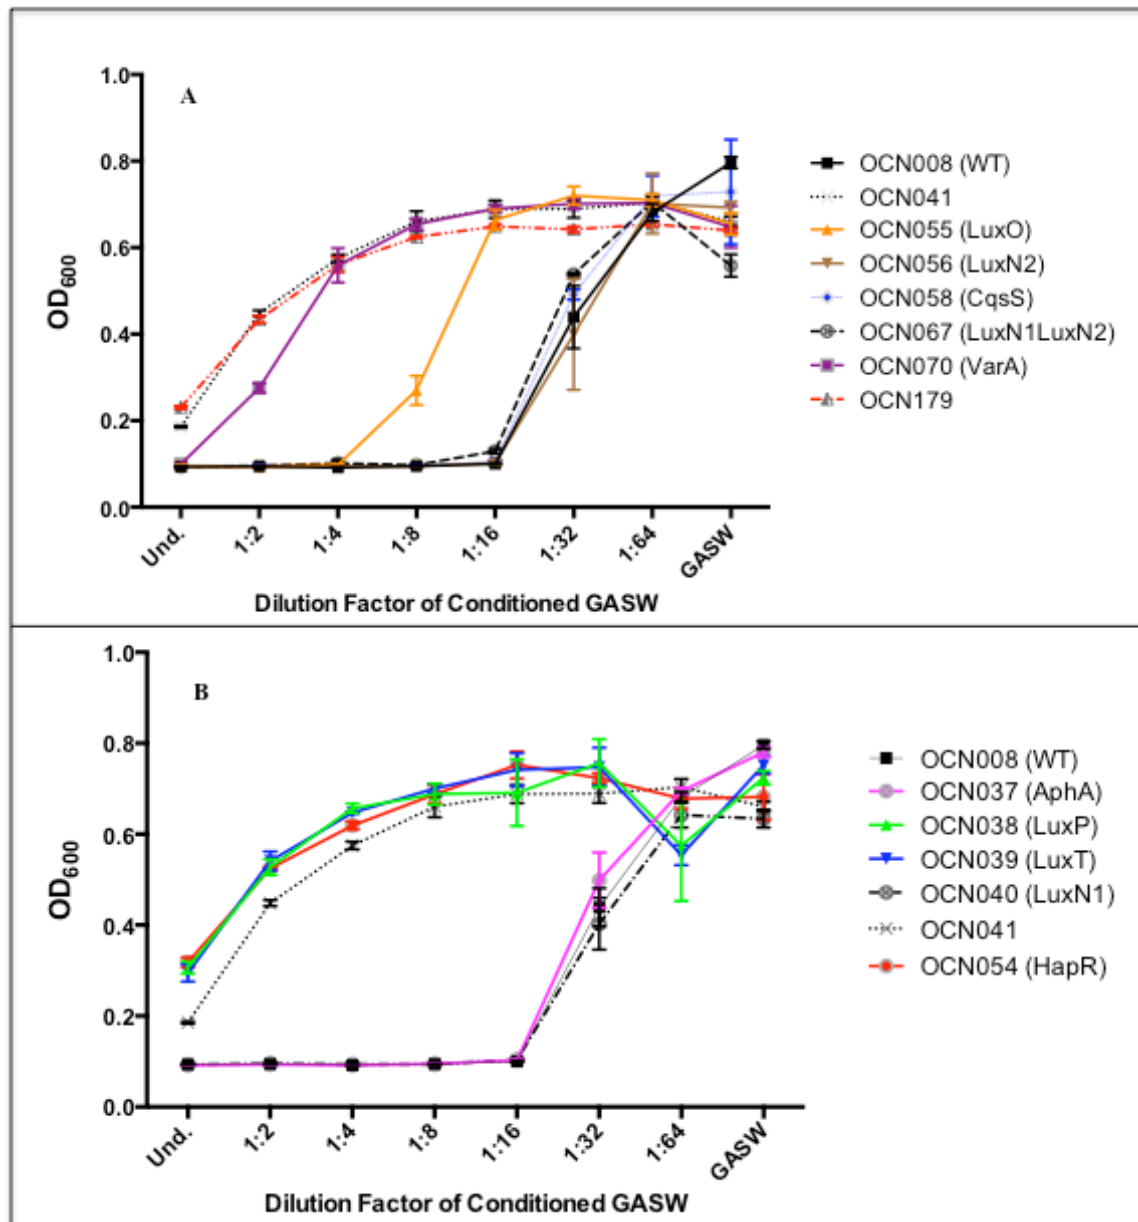 A
1.0
0.8
0.6
0.4
0.2
0.0
OD600
Und.
1:2
1:4
1:8
1:16
1:32
1:64
GASW
Dilution Factor of Conditioned GASW
OCN008 (WT)
OCN041
OCN055 (LuxO)
OCN056 (LuxN2)
OCN058 (CqsS)
OCN067 (LuxN1LuxN2)
OCN070 (VarA)
OCN179
B
1.0
0.8
0.6
0.4
0.2
0.0
OD600
Und.
1:2
1:4
1:8
1:16
1:32
1:64
GASW
Dilution Factor of Conditioned GASW
OCN008 (WT)
OCN037 (AphA)
OCN038 (LuxP)
OCN039 (LuxT)
OCN040 (LuxN1)
OCN041
OCN054 (HapR)